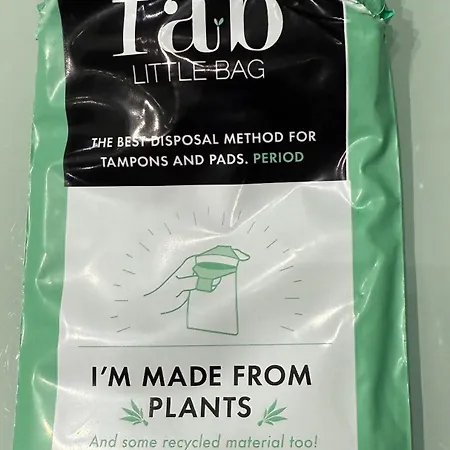 fab
LITTLE BAG
THE BEST DISPOSAL METHOD FOR
TAMPONS AND PADS. PERIOD
I'M MADE FROM
PLANTS
And some recycled material too!